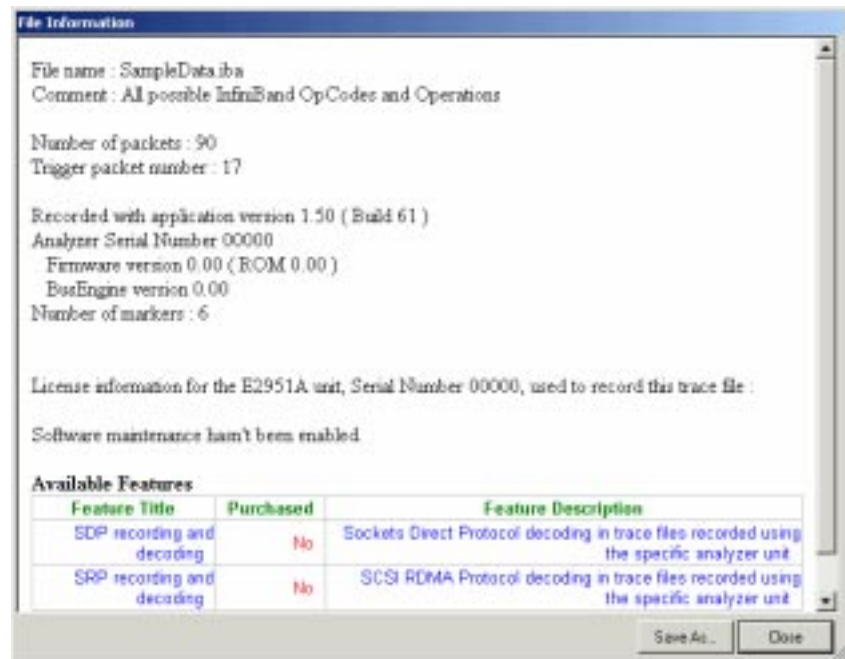 File Information
File name : SampleData.iba
Comment : All possible InfiniBand OpCodes and Operations
Number of packets : 90
Trigger packet number : 17
Recorded with application version 1.50 ( Build 61 )
Analyzer Serial Number 00000
Firmware version 0.00 ( ROM 0.00 )
BusEngine version 0.00
Number of markers : 6
License information for the E2951A unit, Serial Number 00000, used to record this trace file :
Software maintenance hasn't been enabled
Available Features
Feature Title Purchased Feature Description
SDP recording and decoding No Sockets Direct Protocol decoding in trace files recorded using the specific analyzer unit
SRP recording and decoding No SCSI RDMA Protocol decoding in trace files recorded using the specific analyzer unit
Save As... Close